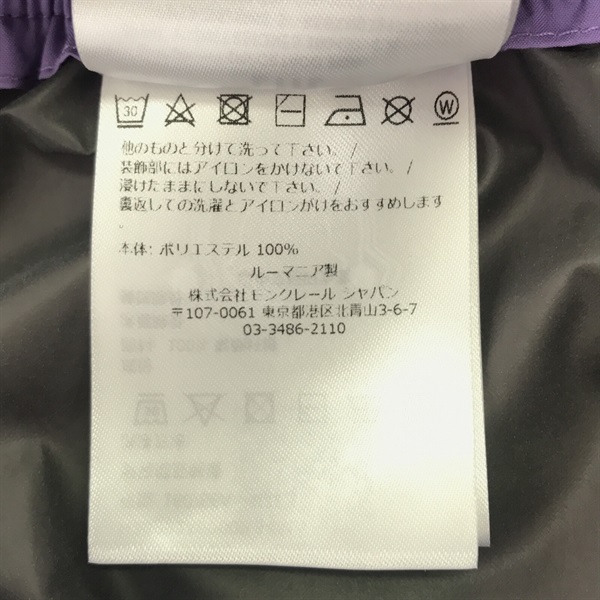 30 W
他のものと分けて洗って下さい。/
装飾部にはアイロンをかけないで下さい。/
浸けたままにしないで下さい。/
裏返しての洗濯とアイロンがけをおすすめします
。
本体: ポリエステル 100%
ルーマニア製
株式会社モンクレール ジャパン
〒107-0061 東京都港区北青山3-6-7
03-3486-2110